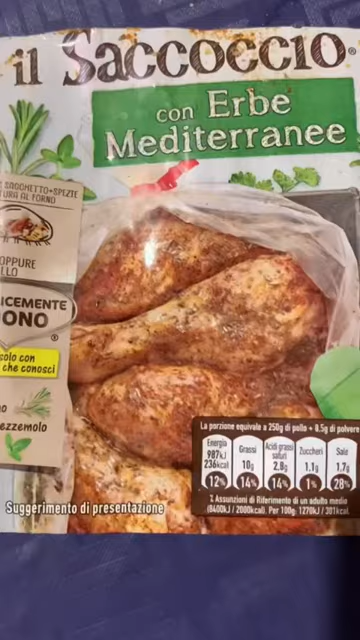 il Saccoccio®
con Erbe
Mediterranee
SACCHETTO+SPEZIE
TURA AL FORNO
OPPURE
LLO
ICEMENTE
ONO
®
solo con
che conosci
no
ezzemolo
La porzione equivale a 250g di pollo + 8.5g di polvere
Energia
987kJ
236kcal
12%
Grassi
10g
14%
Acidi grassi
saturi
2.8g
14%
Zuccheri
1.1g
1%
Sale
1.7g
28%
% Assunzioni di Riferimento di un adulto medio
(8400kJ / 2000kcal). Per 100g: 1270kJ / 301kcal
Suggerimento di presentazione